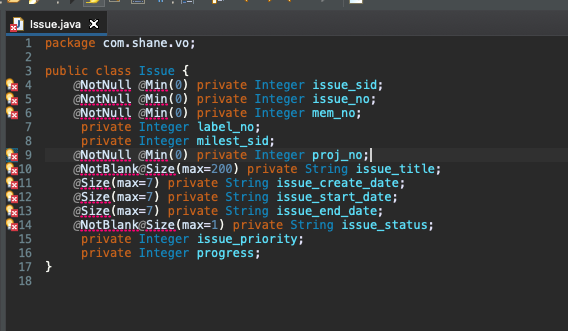 Issue.java
1 package com.shane.vo;
2
3 public class Issue {
4 @NotNull @Min(0) private Integer issue_sid;
5 @NotNull @Min(0) private Integer issue_no;
6 @NotNull @Min(0) private Integer mem_no;
7 private Integer label_no;
8 private Integer milest_sid;
9 @NotNull @Min(0) private Integer proj_no;
10 @NotBlank@Size(max=200) private String issue_title;
11 @Size(max=7) private String issue_create_date;
12 @Size(max=7) private String issue_start_date;
13 @Size(max=7) private String issue_end_date;
14 @NotBlank@Size(max=1) private String issue_status;
15 private Integer issue_priority;
16 private Integer progress;
17 }
18